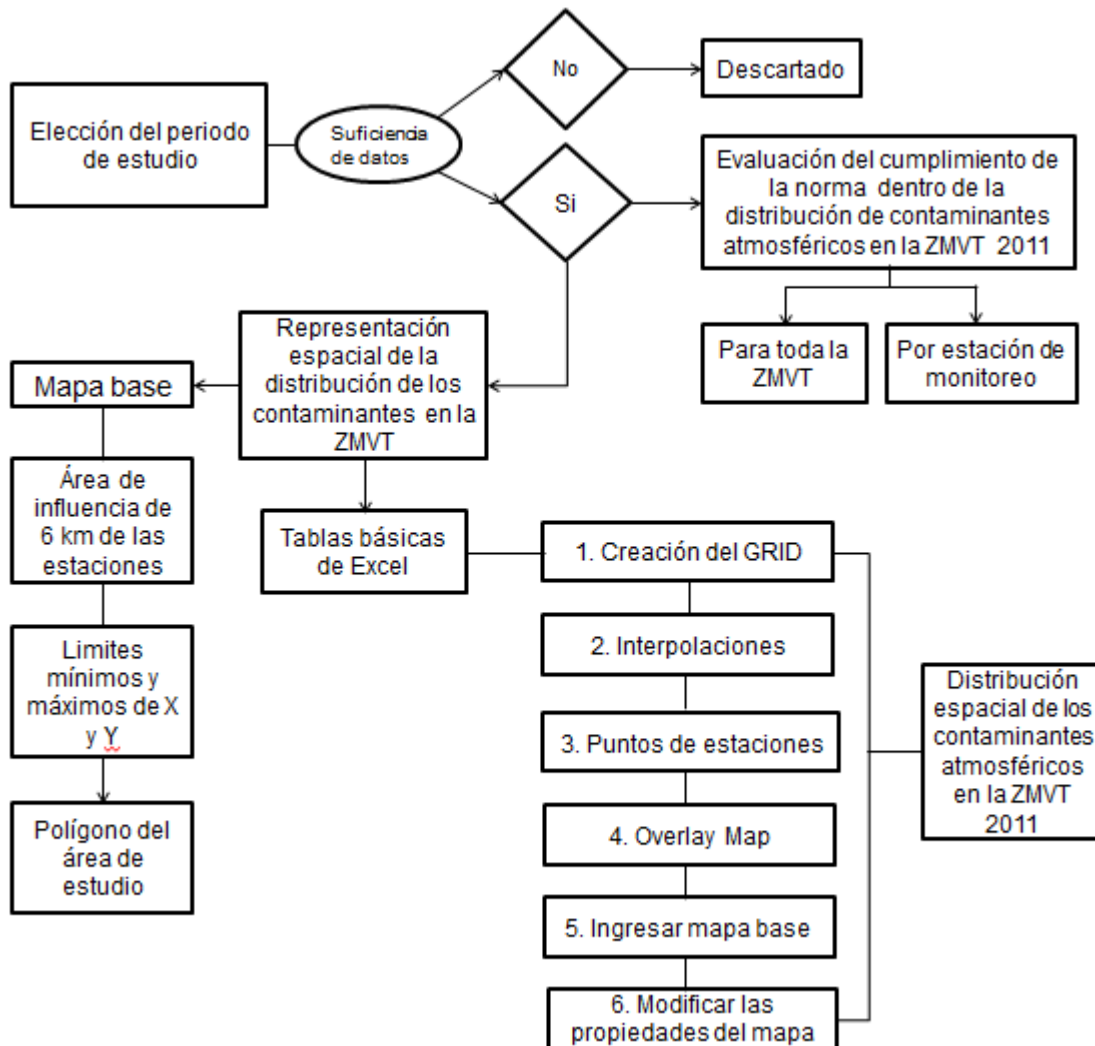 Elección del periodo
de estudio
Suficiencia
de datos
No
Descartado
Si
Evaluación del cumplimiento de
la norma dentro de la
distribución de contaminantes
atmosféricos en la ZMVT 2011
Para toda la
ZMVT
Por estación de
monitoreo
Representación
espacial de la
distribución de los
contaminantes en la
ZMVT
Mapa base
Área de
influencia de
6 km de las
estaciones
Limites
mínimos y
máximos de X
y Y
Polígono del
área de
estudio
Tablas básicas
de Excel
1. Creación del GRID
2. Interpolaciones
3. Puntos de estaciones
4. Overlay Map
5. Ingresar mapa base
6. Modificar las
propiedades del mapa
Distribución
espacial de los
contaminantes
atmosféricos
en la ZMVT
2011